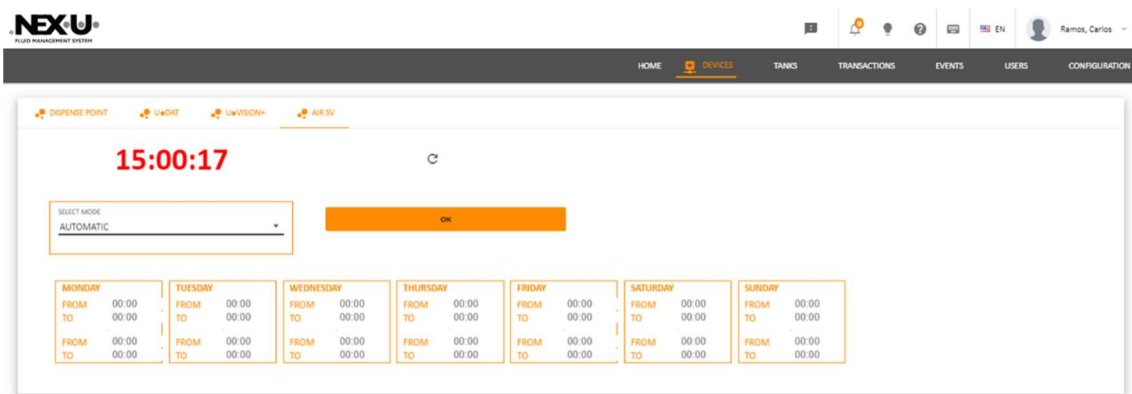 NEX•U•
FLUID MANAGEMENT SYSTEM
EN
Ramos, Carlos
HOME
DEVICES
TANKS
TRANSACTIONS
EVENTS
USERS
CONFIGURATION
DISPENSE POINT
U•DAT
U•VISION+
AIR SV
15:00:17
SELECT MODE
AUTOMATIC
OK
MONDAY
FROM 00:00
TO 00:00
FROM 00:00
TO 00:00
TUESDAY
FROM 00:00
TO 00:00
FROM 00:00
TO 00:00
WEDNESDAY
FROM 00:00
TO 00:00
FROM 00:00
TO 00:00
THURSDAY
FROM 00:00
TO 00:00
FROM 00:00
TO 00:00
FRIDAY
FROM 00:00
TO 00:00
FROM 00:00
TO 00:00
SATURDAY
FROM 00:00
TO 00:00
FROM 00:00
TO 00:00
SUNDAY
FROM 00:00
TO 00:00
FROM 00:00
TO 00:00